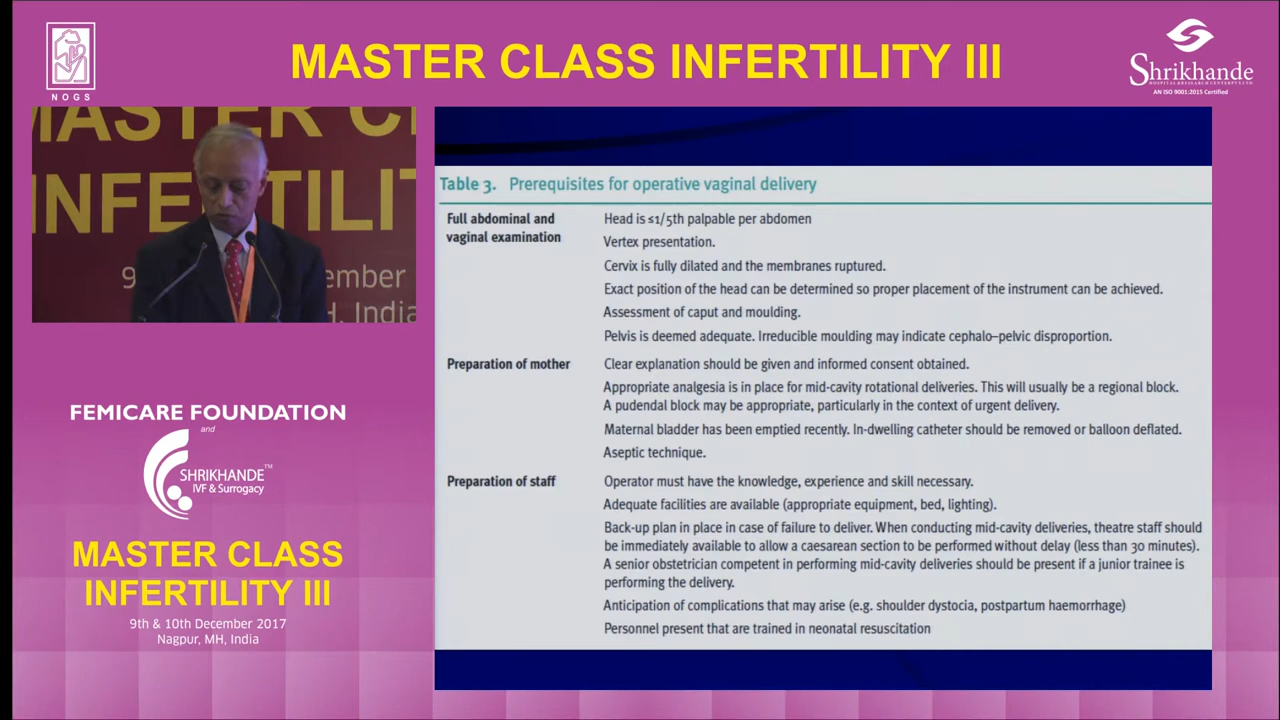 MASTER CLASS INFERTILITY III
NOGS
Shrikhande
HOSPITAL & RESEARCH CENTRE PVT LTD
AN ISO 9001:2015 Certified
MASTER CL
INFERTILIT
9
ember
H, India
Table 3. Prerequisites for operative vaginal delivery
Full abdominal and
vaginal examination
Head is ≤1/5th palpable per abdomen
Vertex presentation.
Cervix is fully dilated and the membranes ruptured.
Exact position of the head can be determined so proper placement of the instrument can be achieved.
Assessment of caput and moulding.
Pelvis is deemed adequate. Irreducible moulding may indicate cephalo–pelvic disproportion.
Preparation of mother
Clear explanation should be given and informed consent obtained.
Appropriate analgesia is in place for mid-cavity rotational deliveries. This will usually be a regional block.
A pudendal block may be appropriate, particularly in the context of urgent delivery.
Maternal bladder has been emptied recently. In-dwelling catheter should be removed or balloon deflated.
Aseptic technique.
Preparation of staff
Operator must have the knowledge, experience and skill necessary.
Adequate facilities are available (appropriate equipment, bed, lighting).
Back-up plan in place in case of failure to deliver. When conducting mid-cavity deliveries, theatre staff should
be immediately available to allow a caesarean section to be performed without delay (less than 30 minutes).
A senior obstetrician competent in performing mid-cavity deliveries should be present if a junior trainee is
performing the delivery.
Anticipation of complications that may arise (e.g. shoulder dystocia, postpartum haemorrhage)
Personnel present that are trained in neonatal resuscitation
FEMICARE FOUNDATION
and
SHRIKHANDE™
IVF & Surrogacy
MASTER CLASS
INFERTILITY III
9th & 10th December 2017
Nagpur, MH, India